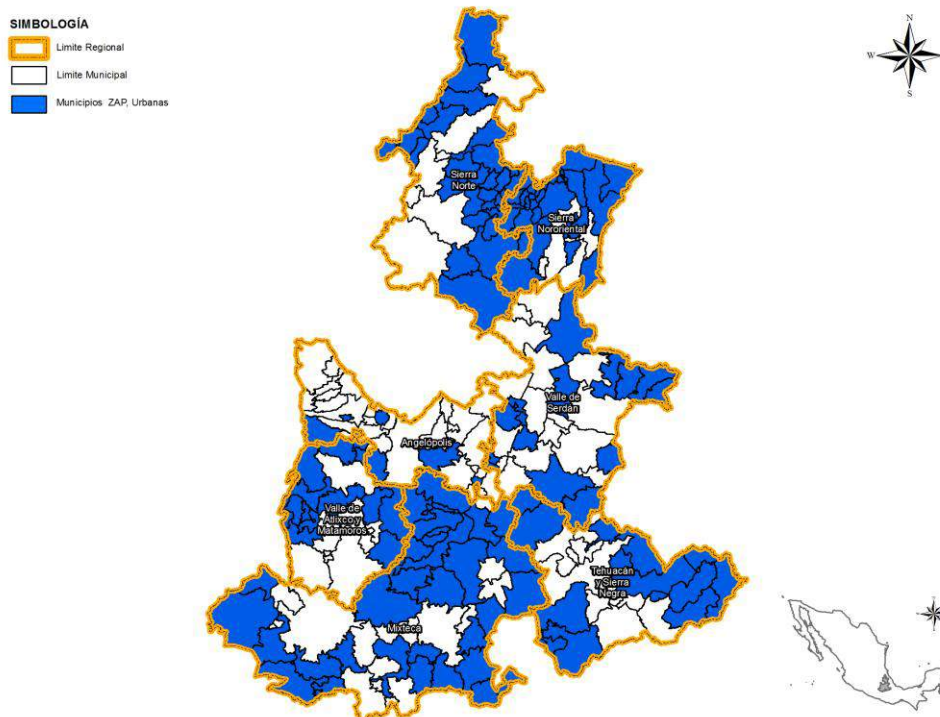 SIMBOLOGÍA
Limite Regional
Limite Municipal
Municipios ZAP, Urbanas
N
W
E
S
Sierra
Norte
Sierra
Nororiental
Valle de
Serdán
Angelópolis
Valle de
Atlixco y
Matamoros
Tehuacán
y Sierra
Negra
Mixteca